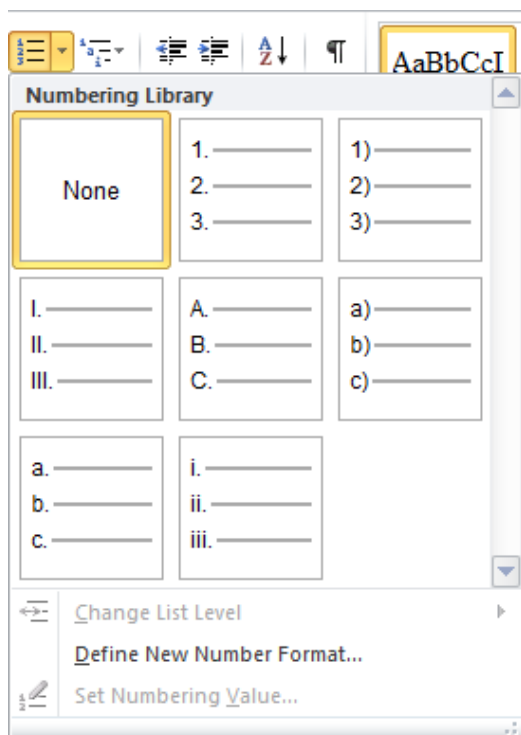 AaBbCcI
Numbering Library
None 1. 2. 3. 1) 2) 3)
I. II. III. A. B. C. a) b) c)
a. b. c. i. ii. iii.
Change List Level
Define New Number Format...
Set Numbering Value...